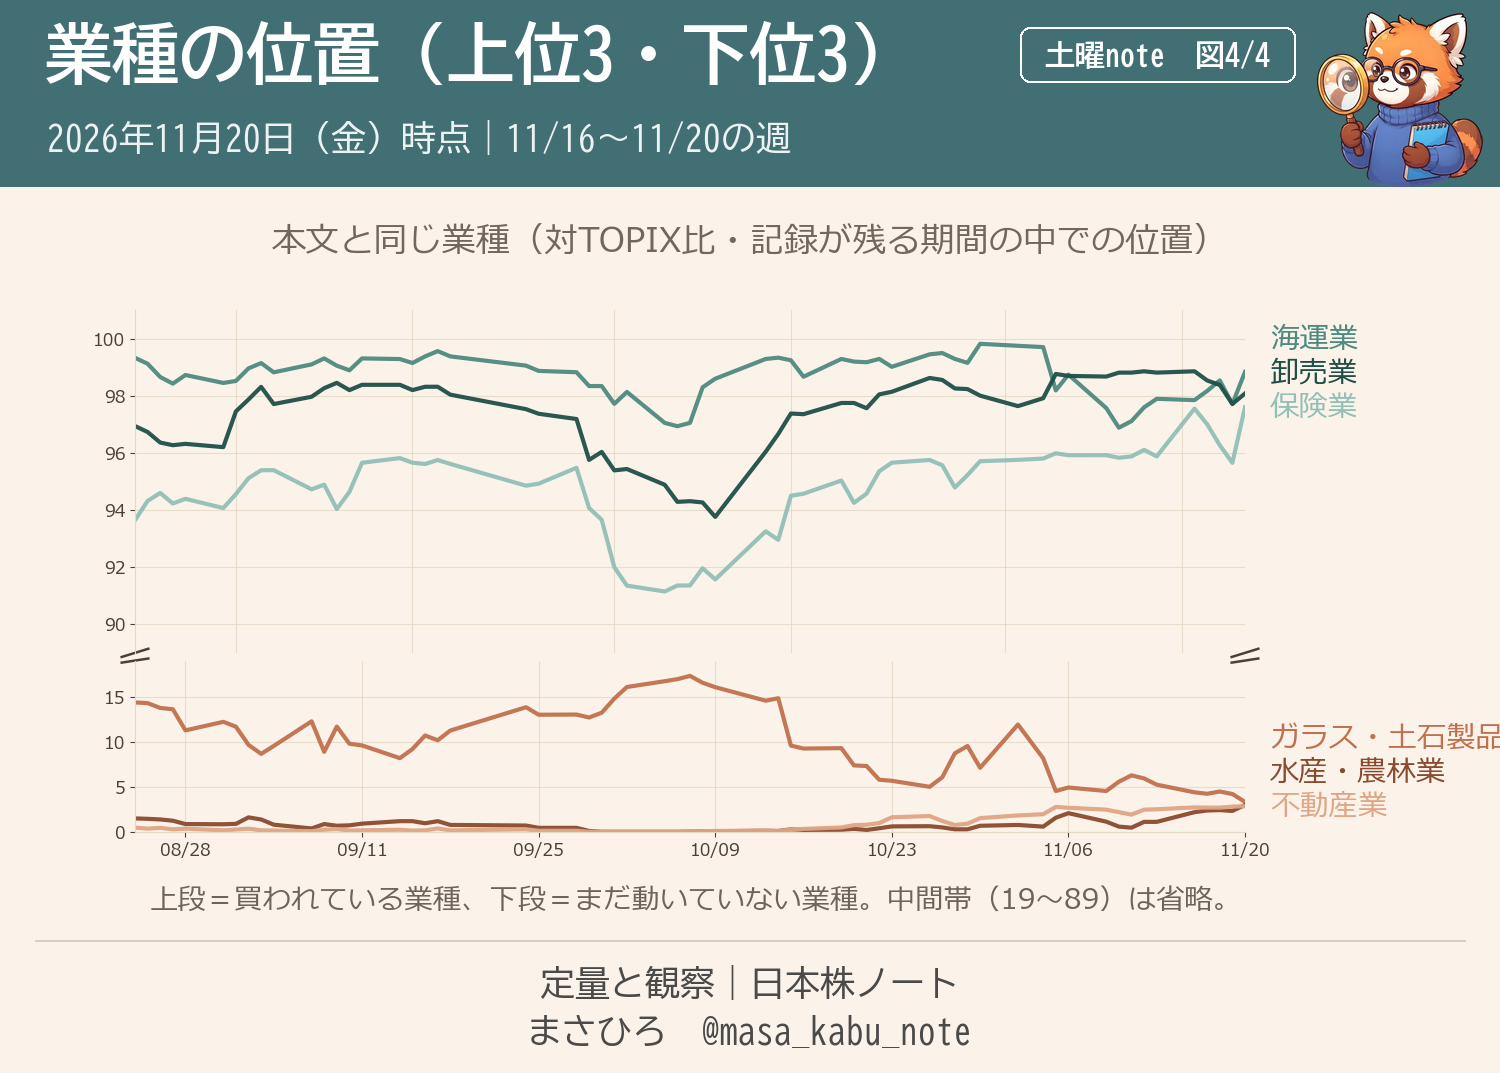 業種の位置（上位3・下位3）
土曜note　図4/4
2026年11月20日（金）時点｜11/16〜11/20の週
本文と同じ業種（対TOPIX比・記録が残る期間の中での位置）
100
98
96
94
92
90
海運業
卸売業
保険業
15
10
5
0
ガラス・土石製品
水産・農林業
不動産業
08/28
09/11
09/25
10/09
10/23
11/06
11/20
上段＝買われている業種、下段＝まだ動いていない業種。中間帯（19〜89）は省略。
定量と観察｜日本株ノート
まさひろ　@masa_kabu_note